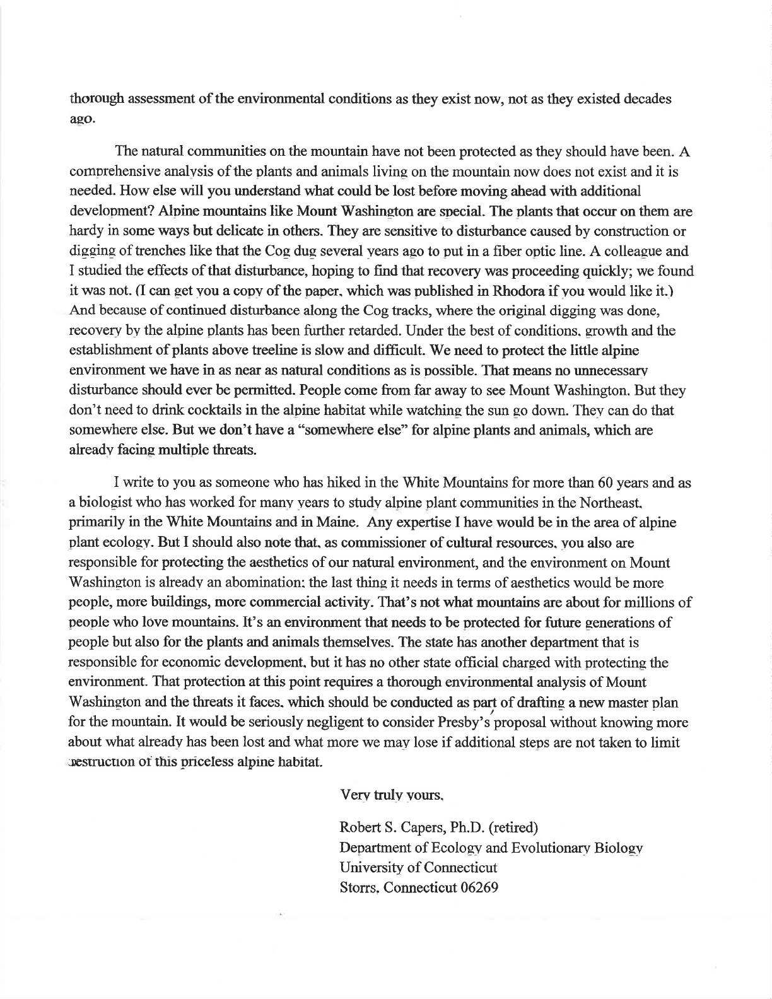 thorough assessment of the environmental conditions as they exist now, not as they existed decades
ago.
The natural communities on the mountain have not been protected as they should have been. A
comprehensive analysis of the plants and animals living on the mountain now does not exist and it is
needed. How else will you understand what could be lost before moving ahead with additional
development? Alpine mountains like Mount Washington are special. The plants that occur on them are
hardy in some ways but delicate in others. They are sensitive to disturbance caused by construction or
digging of trenches like that the Cog dug several years ago to put in a fiber optic line. A colleague and
I studied the effects of that disturbance, hoping to find that recovery was proceeding quickly; we found
it was not. (I can get you a copy of the paper, which was published in Rhodora if you would like it.)
And because of continued disturbance along the Cog tracks, where the original digging was done,
recovery by the alpine plants has been further retarded. Under the best of conditions, growth and the
establishment of plants above treeline is slow and difficult. We need to protect the little alpine
environment we have in as near as natural conditions as is possible. That means no unnecessary
disturbance should ever be permitted. People come from far away to see Mount Washington. But they
don't need to drink cocktails in the alpine habitat while watching the sun go down. They can do that
somewhere else. But we don't have a "somewhere else" for alpine plants and animals, which are
already facing multiple threats.
I write to you as someone who has hiked in the White Mountains for more than 60 years and as
a biologist who has worked for many years to study alpine plant communities in the Northeast,
primarily in the White Mountains and in Maine.  Any expertise I have would be in the area of alpine
plant ecology. But I should also note that, as commissioner of cultural resources, you also are
responsible for protecting the aesthetics of our natural environment, and the environment on Mount
Washington is already an abomination; the last thing it needs in terms of aesthetics would be more
people, more buildings, more commercial activity. That's not what mountains are about for millions of
people who love mountains. It's an environment that needs to be protected for future generations of
people but also for the plants and animals themselves. The state has another department that is
responsible for economic development, but it has no other state official charged with protecting the
environment. That protection at this point requires a thorough environmental analysis of Mount
Washington and the threats it faces, which should be conducted as part of drafting a new master plan
for the mountain. It would be seriously negligent to consider Presby's proposal without knowing more
about what already has been lost and what more we may lose if additional steps are not taken to limit
destruction of this priceless alpine habitat.
Very truly yours,
Robert S. Capers, Ph.D. (retired)
Department of Ecology and Evolutionary Biology
University of Connecticut
Storrs, Connecticut 06269